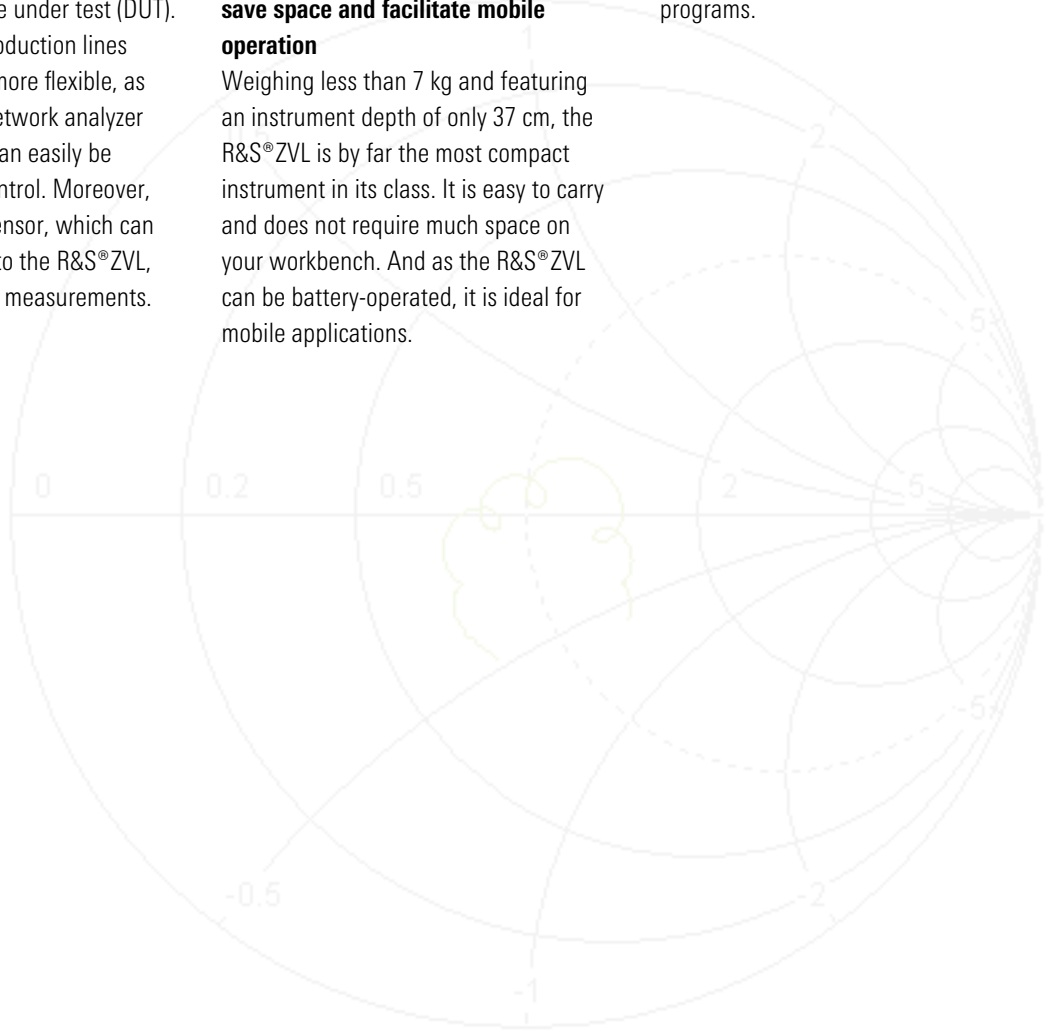 e under test (DUT).
oduction lines
nore flexible, as
etwork analyzer
an easily be
ntrol. Moreover,
ensor, which can
to the R&S®ZVL,
measurements.
save space and facilitate mobile
operation
Weighing less than 7 kg and featuring
an instrument depth of only 37 cm, the
R&S®ZVL is by far the most compact
instrument in its class. It is easy to carry
and does not require much space on
your workbench. And as the R&S®ZVL
can be battery-operated, it is ideal for
mobile applications.
programs.
1
0.5
2
5
0 0.2 0.5 2 5
-5
-0.5
-2
-1